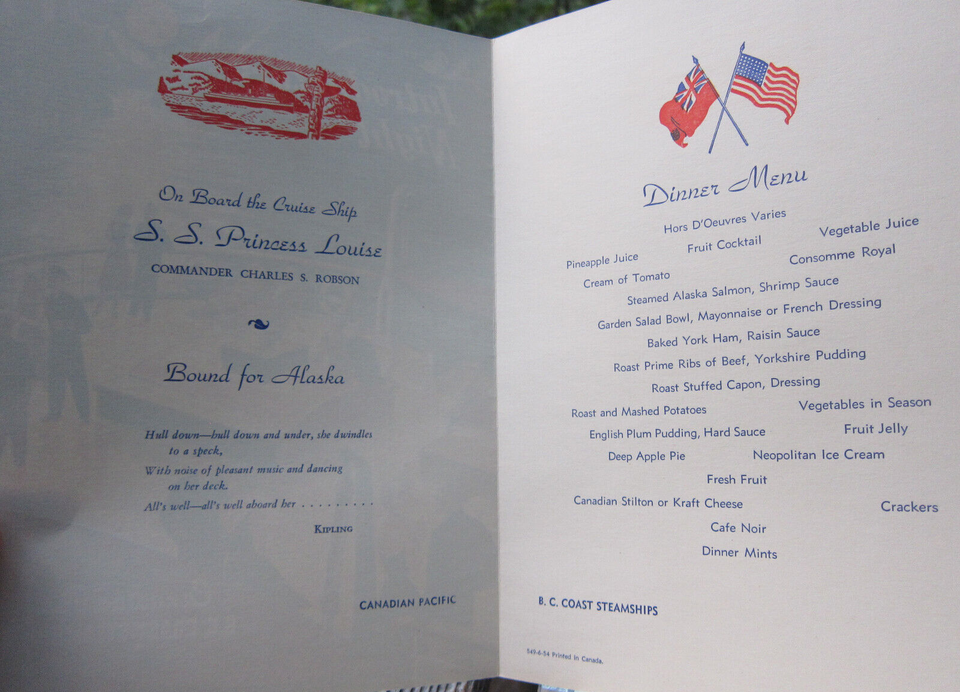 On Board the Cruise Ship
S. S. Princess Louise
COMMANDER CHARLES S. ROBSON
Bound for Alaska
Hull down—hull down and under, she dwindles
to a speck,
With noise of pleasant music and dancing
on her deck.
All's well—all's well aboard her . . . . . . . . .
KIPLING
CANADIAN PACIFIC
Dinner Menu
Hors D'Oeuvres Varies
Pineapple Juice Fruit Cocktail Vegetable Juice
Cream of Tomato Consomme Royal
Steamed Alaska Salmon, Shrimp Sauce
Garden Salad Bowl, Mayonnaise or French Dressing
Baked York Ham, Raisin Sauce
Roast Prime Ribs of Beef, Yorkshire Pudding
Roast Stuffed Capon, Dressing
Roast and Mashed Potatoes Vegetables in Season
English Plum Pudding, Hard Sauce Fruit Jelly
Deep Apple Pie Neopolitan Ice Cream
Fresh Fruit
Canadian Stilton or Kraft Cheese Crackers
Cafe Noir
Dinner Mints
B. C. COAST STEAMSHIPS
549-6-54 Printed in Canada.